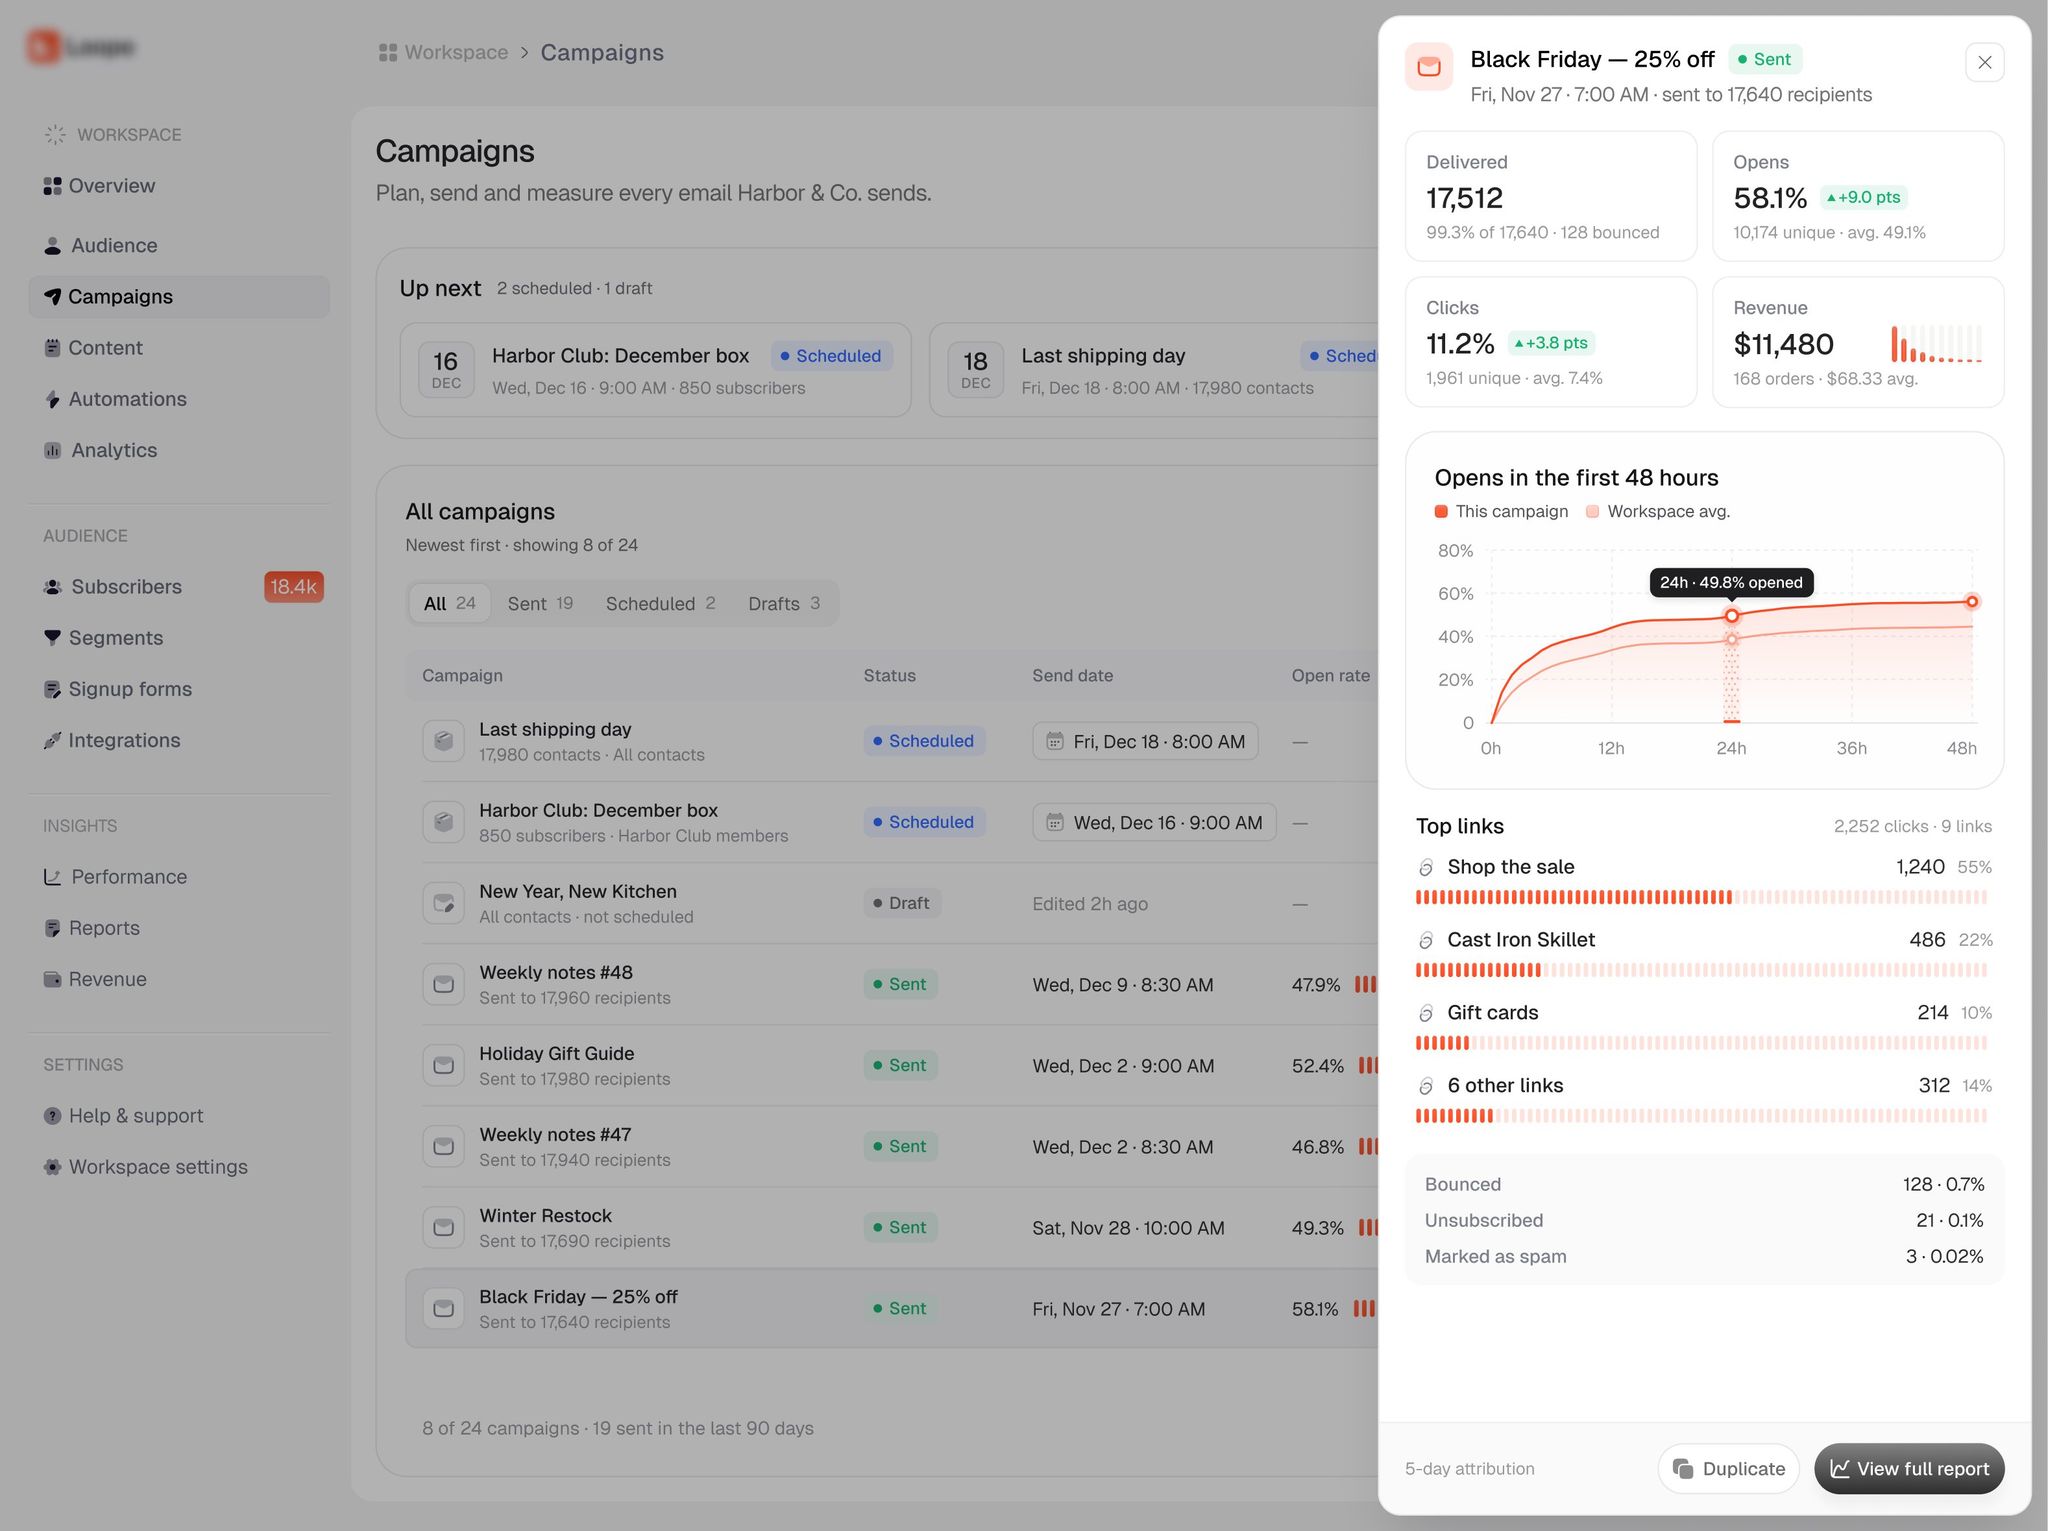 Loope
Workspace > Campaigns
WORKSPACE
Overview
Audience
Campaigns
Content
Automations
Analytics
AUDIENCE
Subscribers 18.4k
Segments
Signup forms
Integrations
INSIGHTS
Performance
Reports
Revenue
SETTINGS
Help & support
Workspace settings
Campaigns
Plan, send and measure every email Harbor & Co. sends.
Up next 2 scheduled · 1 draft
16 DEC
Harbor Club: December box Scheduled
Wed, Dec 16 · 9:00 AM · 850 subscribers
18 DEC
Last shipping day Sched
Fri, Dec 18 · 8:00 AM · 17,980 contacts
All campaigns
Newest first · showing 8 of 24
All 24 Sent 19 Scheduled 2 Drafts 3
Campaign Status Send date Open rate
Last shipping day Scheduled Fri, Dec 18 · 8:00 AM —
17,980 contacts · All contacts
Harbor Club: December box Scheduled Wed, Dec 16 · 9:00 AM —
850 subscribers · Harbor Club members
New Year, New Kitchen Draft Edited 2h ago —
All contacts · not scheduled
Weekly notes #48 Sent Wed, Dec 9 · 8:30 AM 47.9%
Sent to 17,960 recipients
Holiday Gift Guide Sent Wed, Dec 2 · 9:00 AM 52.4%
Sent to 17,980 recipients
Weekly notes #47 Sent Wed, Dec 2 · 8:30 AM 46.8%
Sent to 17,940 recipients
Winter Restock Sent Sat, Nov 28 · 10:00 AM 49.3%
Sent to 17,690 recipients
Black Friday — 25% off Sent Fri, Nov 27 · 7:00 AM 58.1%
Sent to 17,640 recipients
8 of 24 campaigns · 19 sent in the last 90 days
Black Friday — 25% off Sent
Fri, Nov 27 · 7:00 AM · sent to 17,640 recipients
Delivered
17,512
99.3% of 17,640 · 128 bounced
Opens
58.1% +9.0 pts
10,174 unique · avg. 49.1%
Clicks
11.2% +3.8 pts
1,961 unique · avg. 7.4%
Revenue
$11,480
168 orders · $68.33 avg.
Opens in the first 48 hours
This campaign Workspace avg.
80%
60%
40%
20%
0
24h · 49.8% opened
0h 12h 24h 36h 48h
Top links 2,252 clicks · 9 links
Shop the sale 1,240 55%
Cast Iron Skillet 486 22%
Gift cards 214 10%
6 other links 312 14%
Bounced 128 · 0.7%
Unsubscribed 21 · 0.1%
Marked as spam 3 · 0.02%
5-day attribution Duplicate View full report